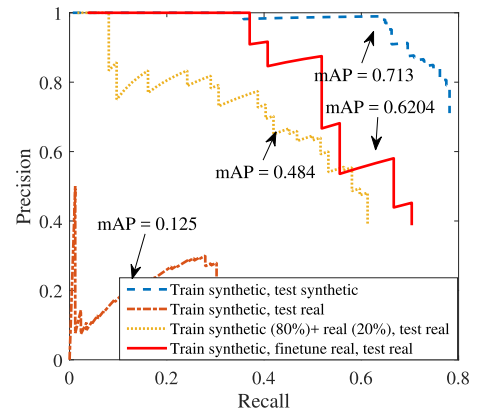 1
0.8
0.6
0.4
0.2
0
Precision
mAP = 0.713
mAP = 0.6204
mAP = 0.484
mAP = 0.125
Train synthetic, test synthetic
Train synthetic, test real
Train synthetic (80%)+ real (20%), test real
Train synthetic, finetune real, test real
0 0.2 0.4 0.6 0.8
Recall